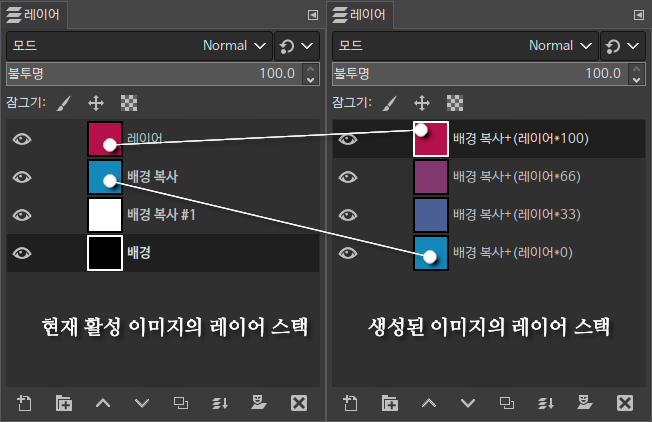 레이어
모드 Normal
불투명 100.0
잠그기:
레이어
배경 복사
배경 복사 #1
배경
현재 활성 이미지의 레이어 스택
레이어
모드 Normal
불투명 100.0
잠그기:
배경 복사+(레이어*100)
배경 복사+(레이어*66)
배경 복사+(레이어*33)
배경 복사+(레이어*0)
생성된 이미지의 레이어 스택